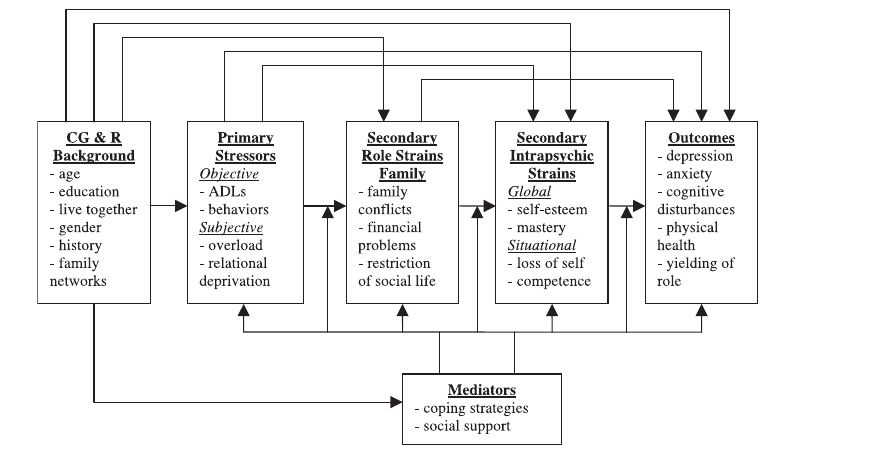 CG & R
Background
- age
- education
- live together
- gender
- history
- family
networks
Primary
Stressors
Objective
- ADLs
- behaviors
Subjective
- overload
- relational
deprivation
Secondary
Role Strains
Family
- family
conflicts
- financial
problems
- restriction
of social life
Secondary
Intrapsychic
Strains
Global
- self-esteem
- mastery
Situational
- loss of self
- competence
Outcomes
- depression
- anxiety
- cognitive
disturbances
- physical
health
- yielding of
role
Mediators
- coping strategies
- social support